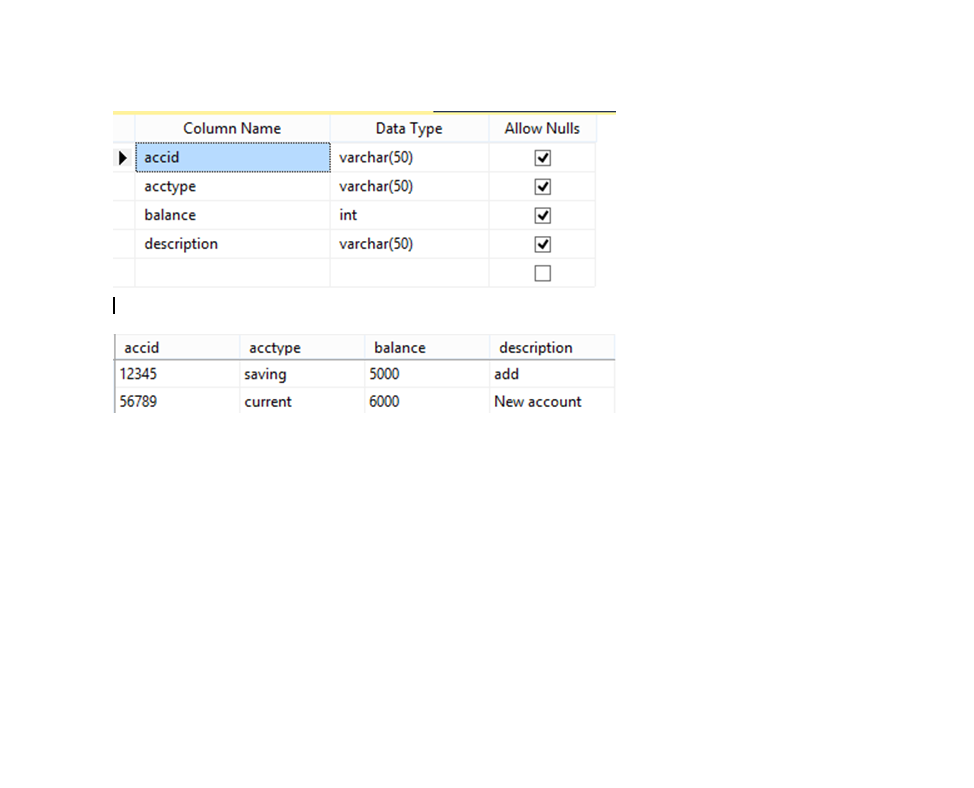 Column Name Data Type Allow Nulls
accid varchar(50)
acctype varchar(50)
balance int
description varchar(50)
accid acctype balance description
12345 saving 5000 add
56789 current 6000 New account